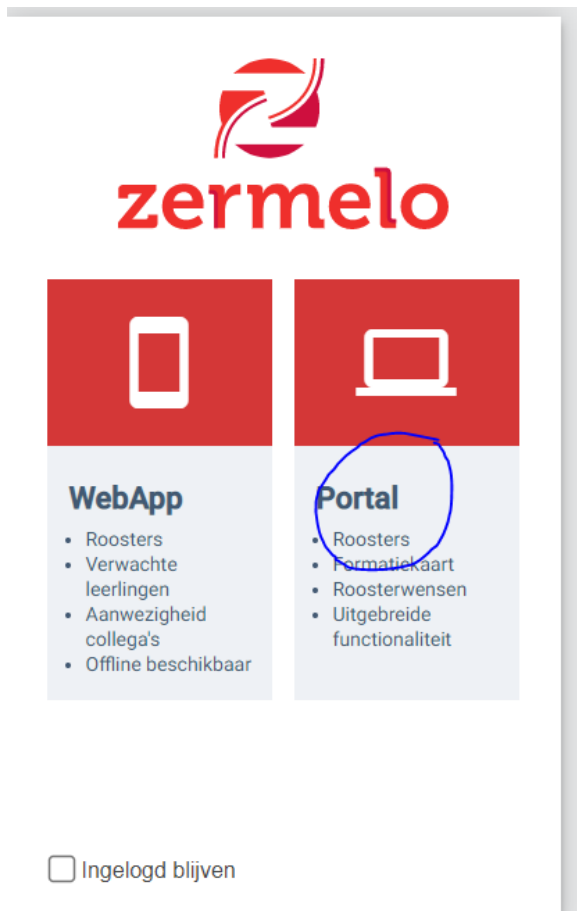 zermelo
WebApp
Roosters
Verwachte
leerlingen
Aanwezigheid
collega's
Offline beschikbaar
Portal
Roosters
Formatiekaart
Roosterwensen
Uitgebreide
functionaliteit
Ingelogd blijven